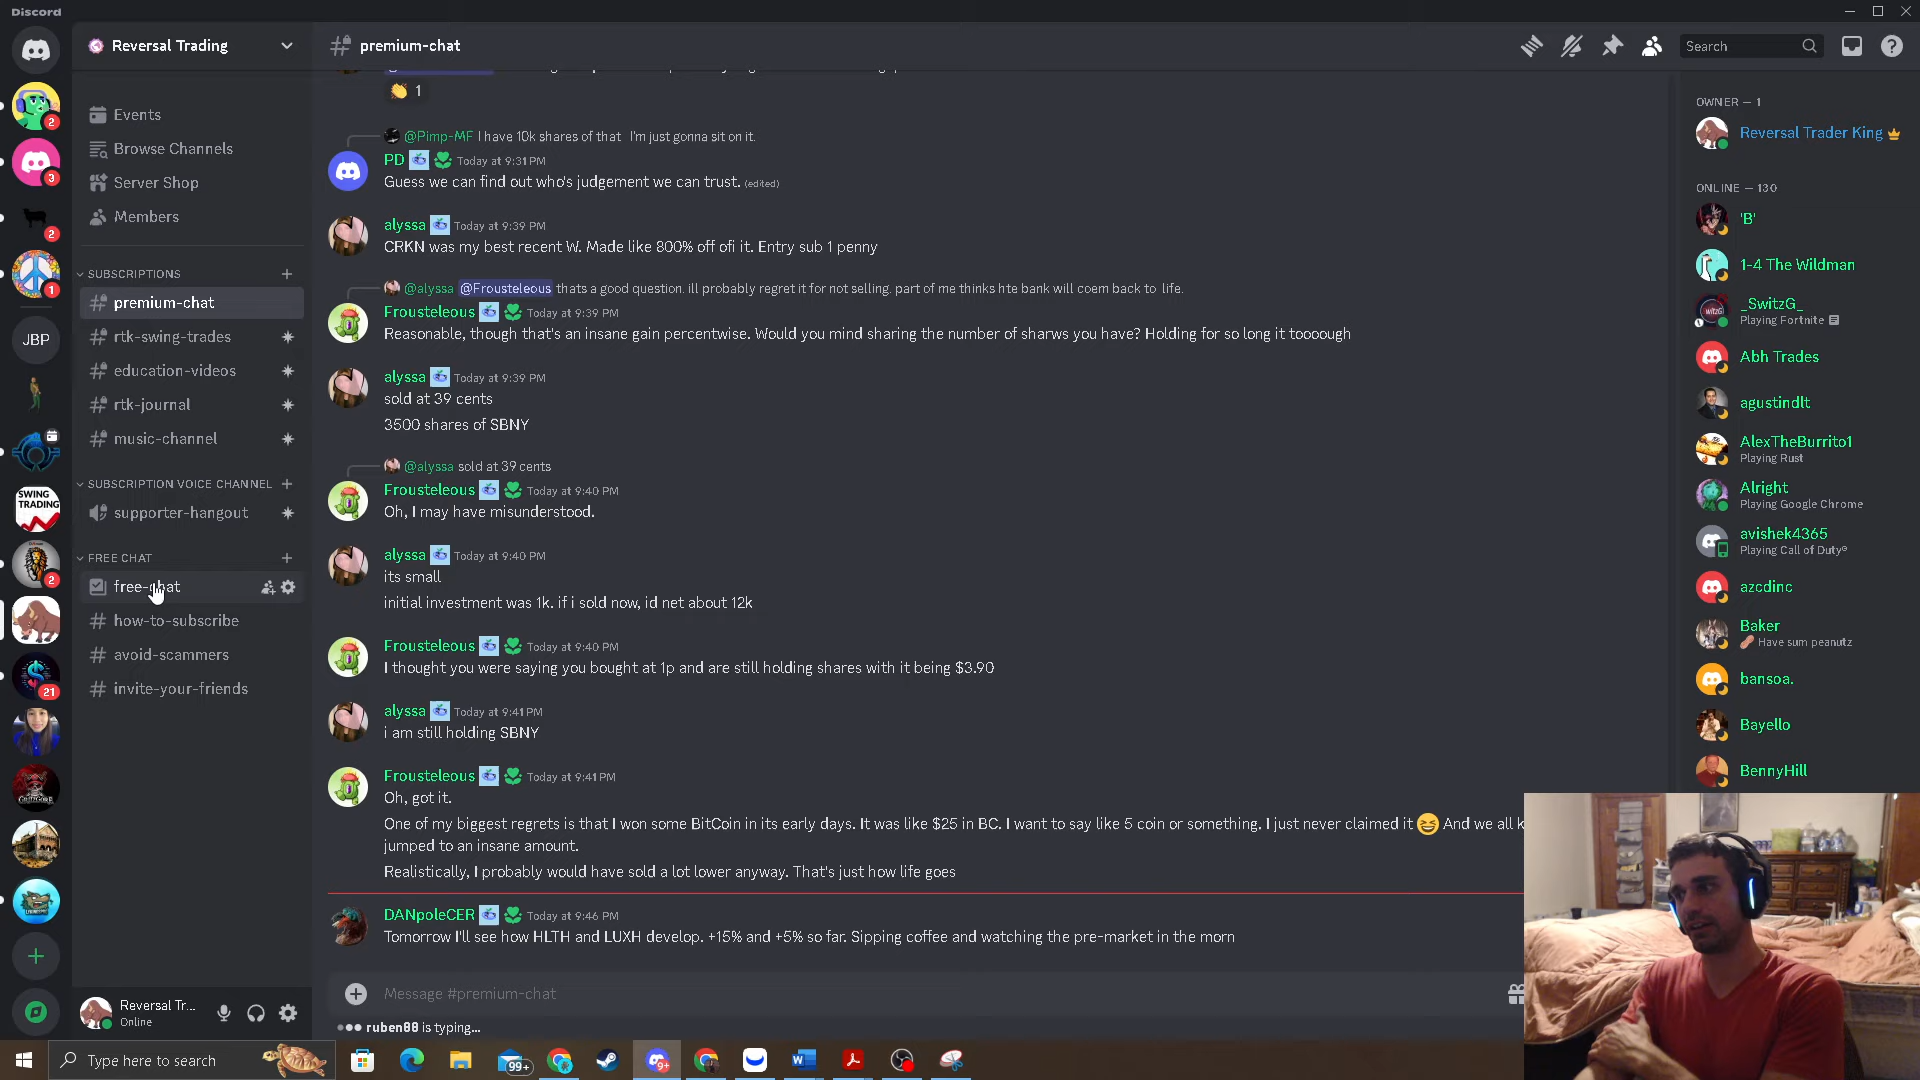 Discord
Reversal Trading
premium-chat
Search
Events
Browse Channels
Server Shop
Members
SUBSCRIPTIONS
premium-chat
rtk-swing-trades
education-videos
rtk-journal
music-channel
SUBSCRIPTION VOICE CHANNEL
supporter-hangout
FREE CHAT
free-chat
how-to-subscribe
avoid-scammers
invite-your-friends
2
3
2
1
JBP
SWING
TRADING
2
21
Reversal Tr...
Online
1
@Pimp-MF I have 10k shares of that I'm just gonna sit on it.
PD Today at 9:31 PM
Guess we can find out who's judgement we can trust. (edited)
alyssa Today at 9:39 PM
CRKN was my best recent W. Made like 800% off ofi it. Entry sub 1 penny
@alyssa @Frousteleous thats a good question. ill probably regret it for not selling. part of me thinks hte bank will coem back to life.
Frousteleous Today at 9:39 PM
Reasonable, though that's an insane gain percentwise. Would you mind sharing the number of sharws you have? Holding for so long it toooough
alyssa Today at 9:39 PM
sold at 39 cents
3500 shares of SBNY
@alyssa sold at 39 cents
Frousteleous Today at 9:40 PM
Oh, I may have misunderstood.
alyssa Today at 9:40 PM
its small
initial investment was 1k. if i sold now, id net about 12k
Frousteleous Today at 9:40 PM
I thought you were saying you bought at 1p and are still holding shares with it being $3.90
alyssa Today at 9:41 PM
i am still holding SBNY
Frousteleous Today at 9:41 PM
Oh, got it.
One of my biggest regrets is that I won some BitCoin in its early days. It was like $25 in BC. I want to say like 5 coin or something. I just never claimed it And we all k
jumped to an insane amount.
Realistically, I probably would have sold a lot lower anyway. That's just how life goes
DANpoleCER Today at 9:46 PM
Tomorrow I'll see how HLTH and LUXH develop. +15% and +5% so far. Sipping coffee and watching the pre-market in the morn
Message #premium-chat
ruben88 is typing...
OWNER — 1
Reversal Trader King
ONLINE — 130
'B'
1-4 The Wildman
_SwitzG_
Playing Fortnite
Abh Trades
agustindlt
AlexTheBurrito1
Playing Rust
Alright
Playing Google Chrome
avishek4365
Playing Call of Duty®
azcdinc
Baker
Have sum peanutz
bansoa.
Bayello
BennyHill
Type here to search
99+
9+